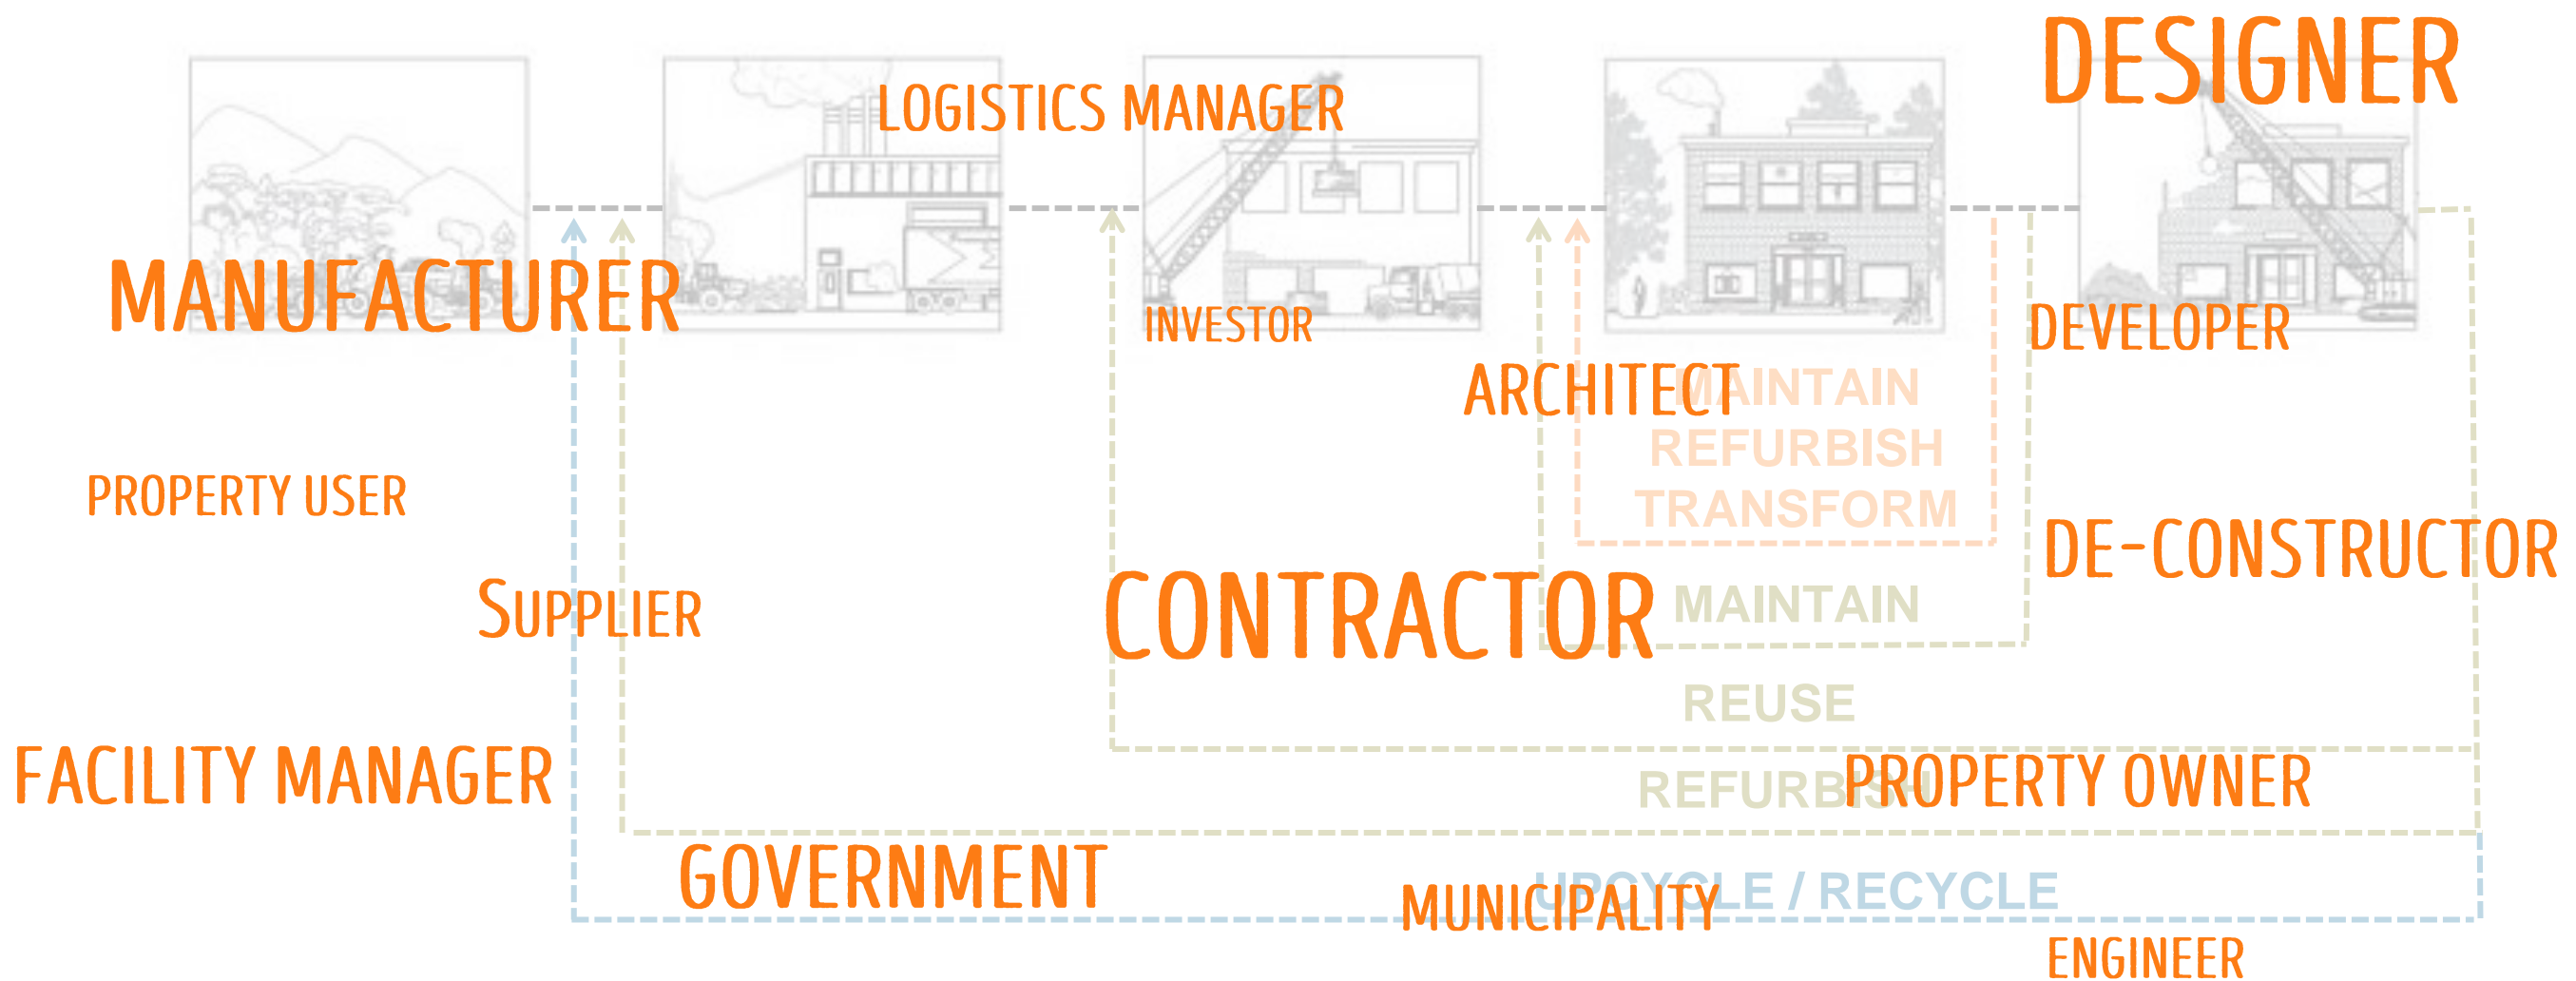 DESIGNER
LOGISTICS MANAGER
MANUFACTURER
INVESTOR
DEVELOPER
ARCHITECT
MAINTAIN
REFURBISH
TRANSFORM
PROPERTY USER
DE-CONSTRUCTOR
SUPPLIER
CONTRACTOR
MAINTAIN
REUSE
FACILITY MANAGER
REFURBISH
PROPERTY OWNER
GOVERNMENT
MUNICIPALITY
UPCYCLE / RECYCLE
ENGINEER